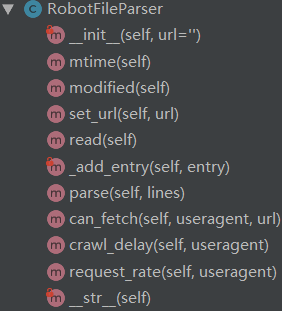 C RobotFileParser
m __init__(self, url='')
m mtime(self)
m modified(self)
m set_url(self, url)
m read(self)
m _add_entry(self, entry)
m parse(self, lines)
m can_fetch(self, useragent, url)
m crawl_delay(self, useragent)
m request_rate(self, useragent)
m __str__(self)